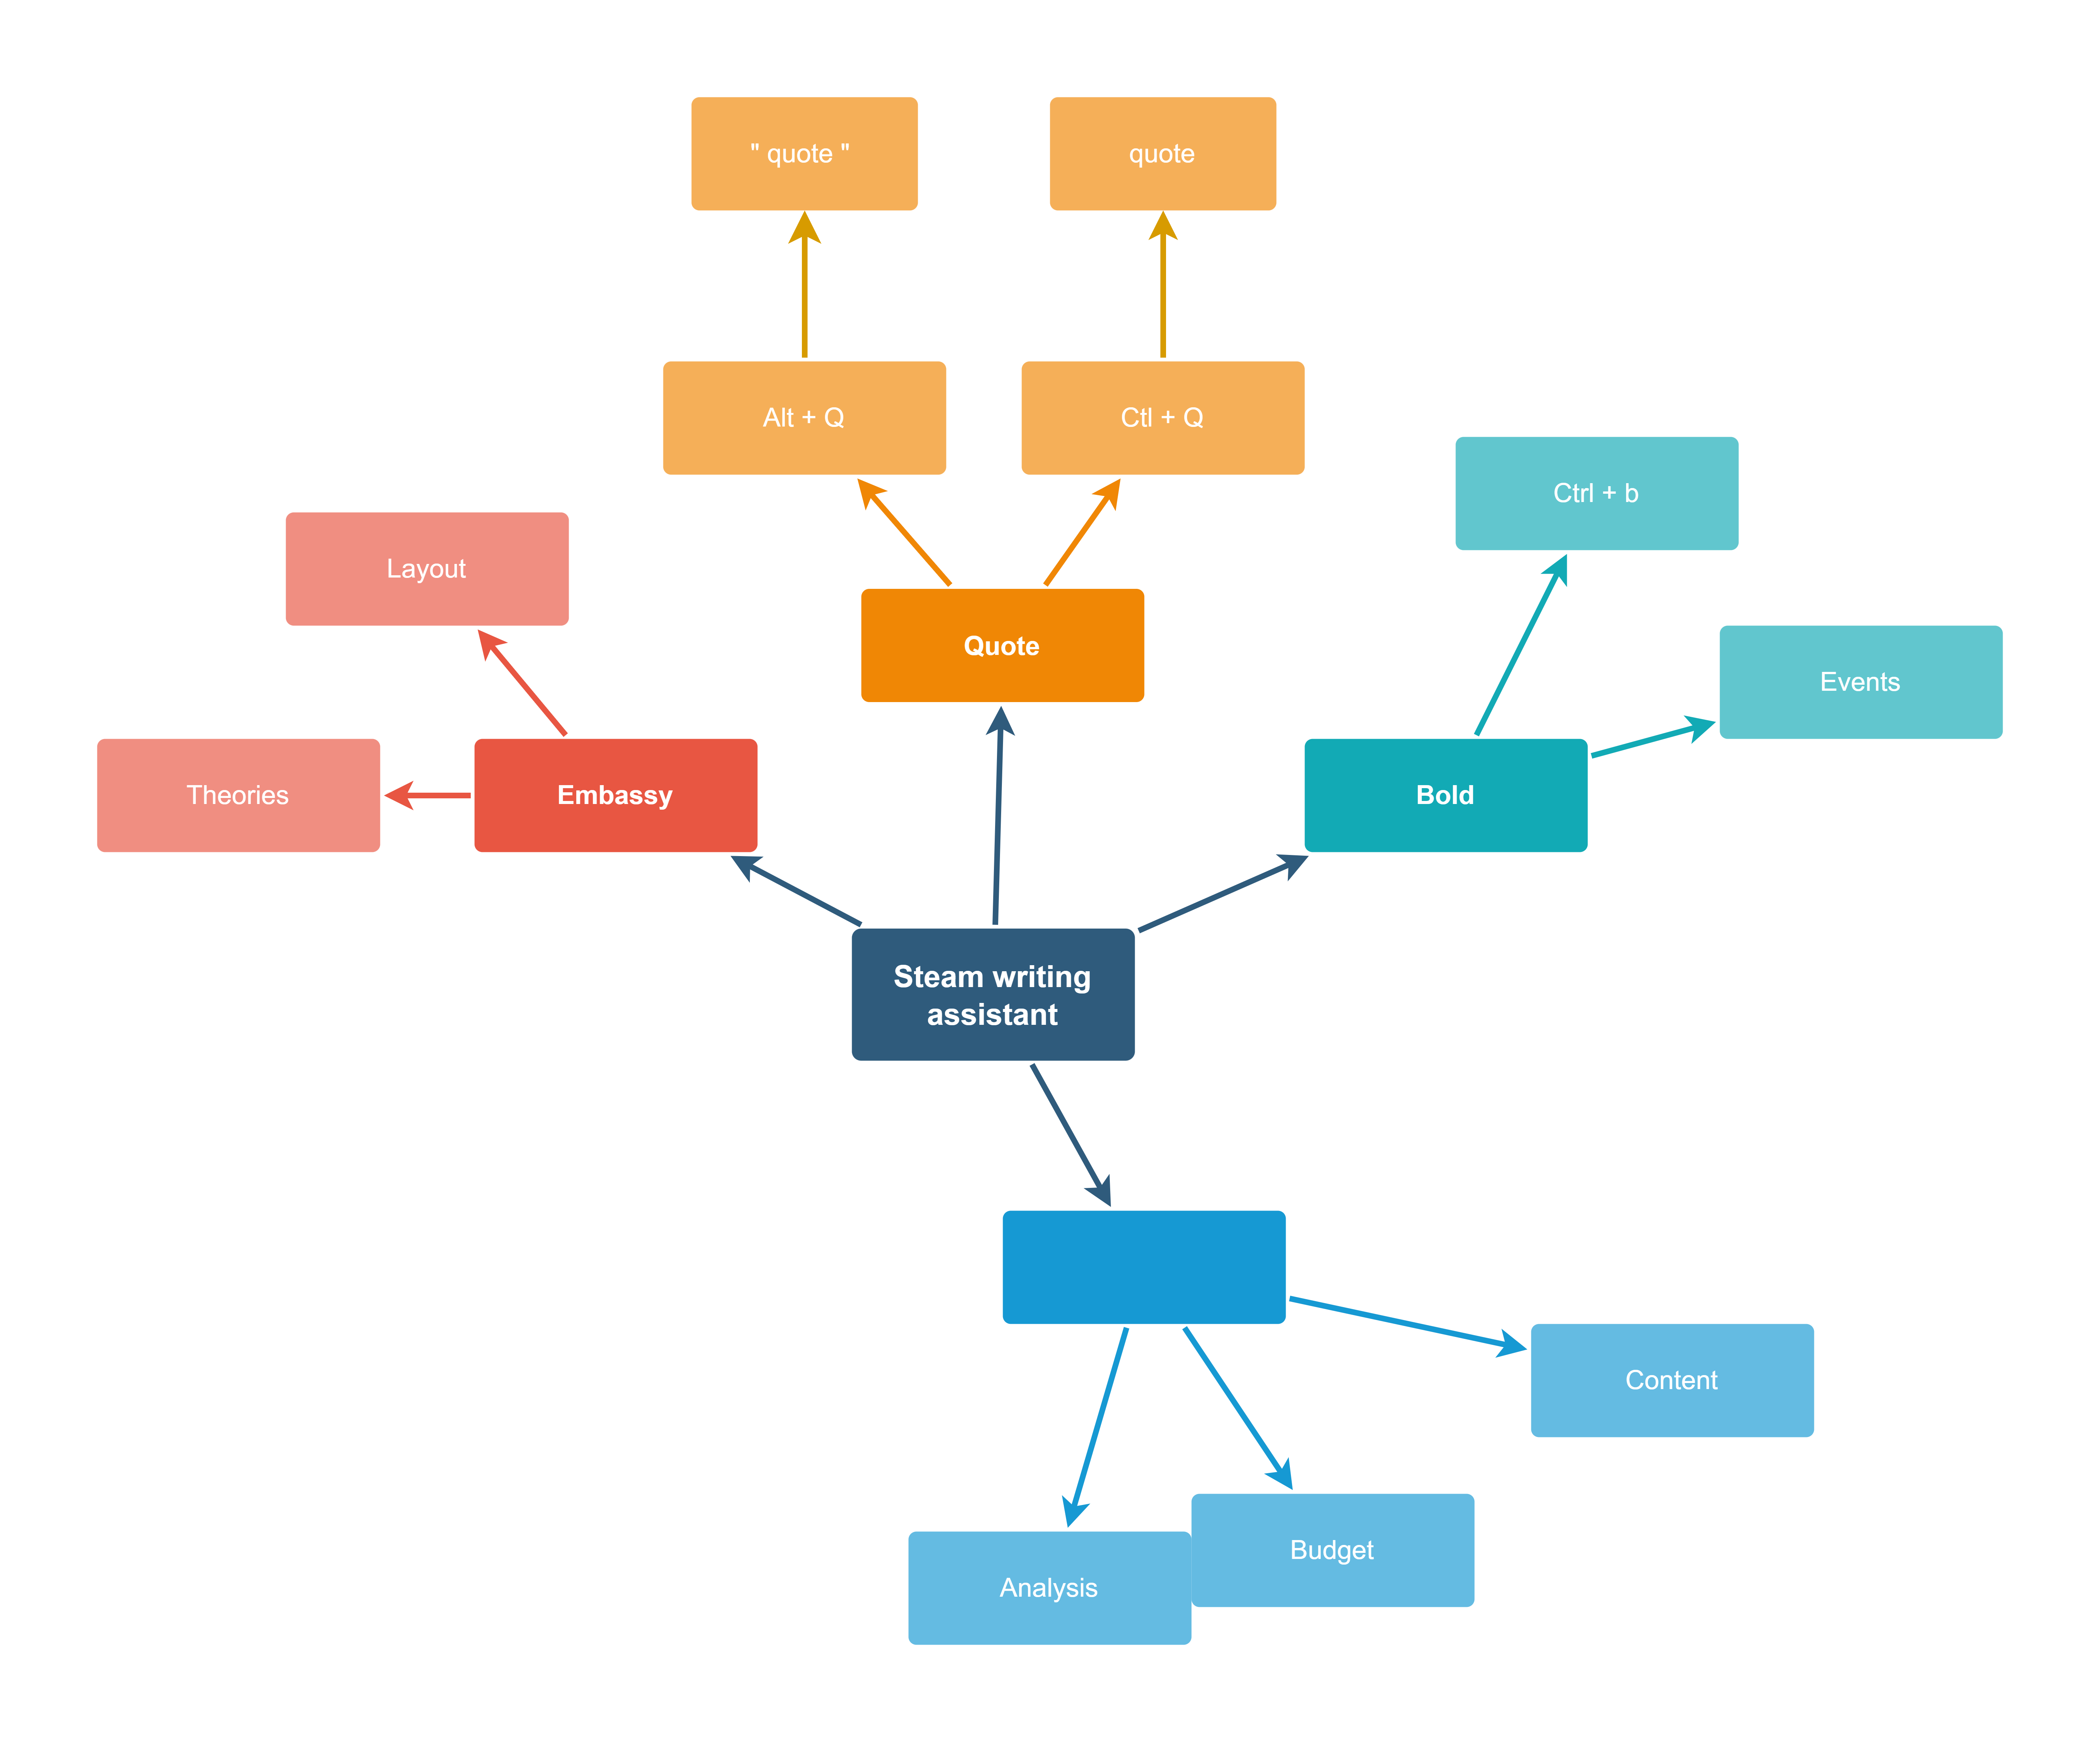 " quote "
quote
Alt + Q
Ctl + Q
Ctrl + b
Layout
Quote
Events
Theories
Embassy
Bold
Steam writing
assistant
Content
Budget
Analysis